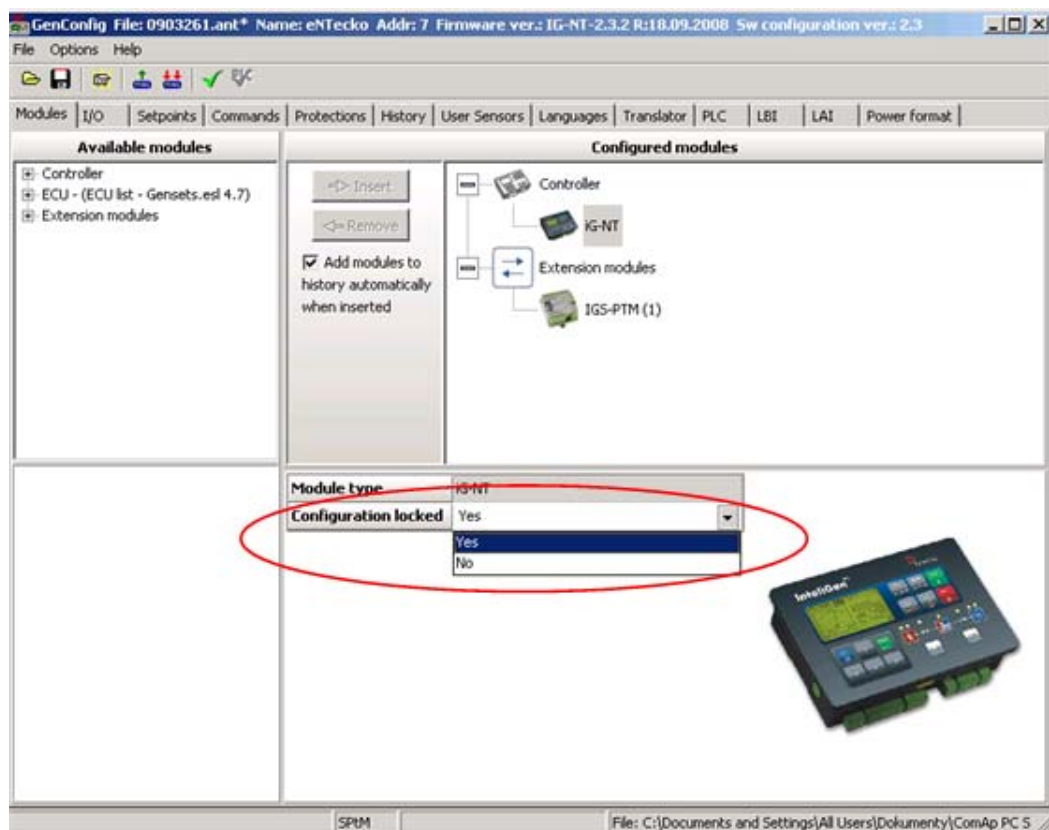 GenConfig File: 0903261.ant* Name: eNTecko Addr: 7 Firmware ver.: IG-NT-2.3.2 R:18.09.2008 Sw configuration ver.: 2.3
File Options Help
Modules I/O Setpoints Commands Protections History User Sensors Languages Translator PLC LBI LAI Power format
Available modules
Configured modules
Controller
ECU - (ECU list - Gensets.esl 4.7)
Extension modules
Insert
Remove
Add modules to
history automatically
when inserted
Controller
iG-NT
Extension modules
IGS-PTM (1)
Module type iG-NT
Configuration locked Yes
Yes
No
InteliGen
SPtM
File: C:\Documents and Settings\All Users\Dokumenty\ComAp PC S